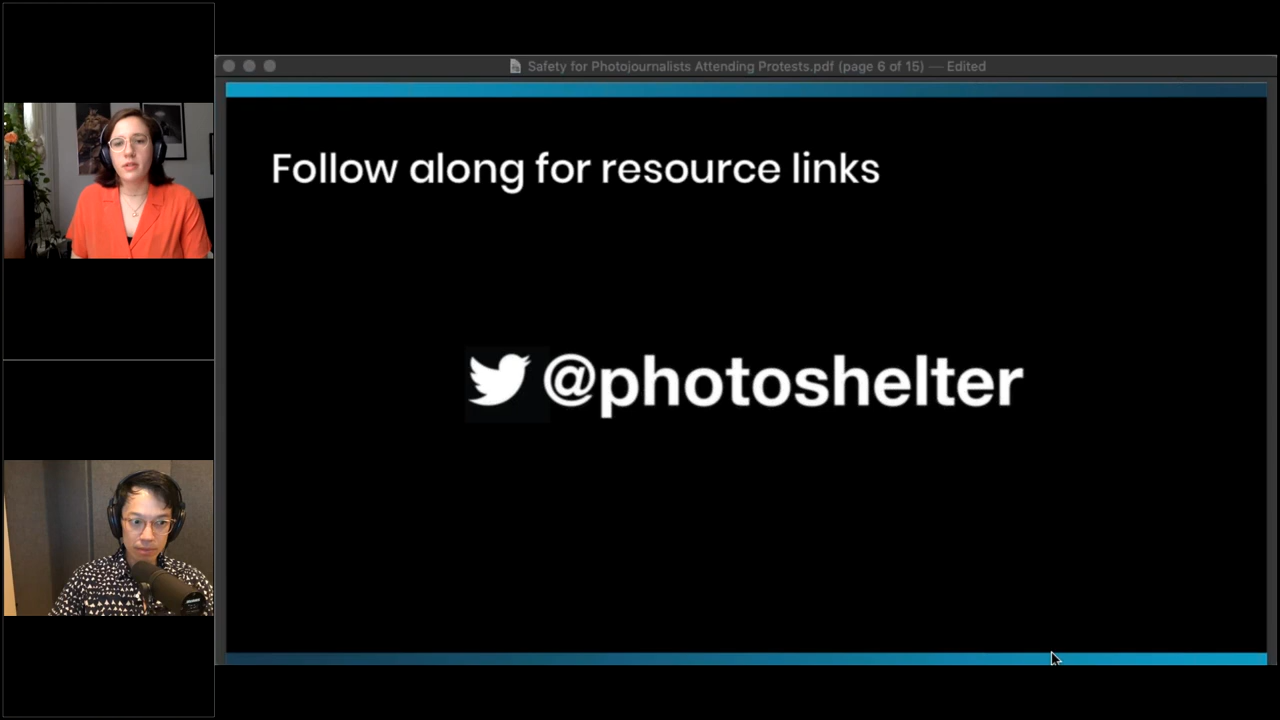 Safety for Photojournalists Attending Protests.pdf (page 6 of 15) — Edited
Follow along for resource links
@photoshelter